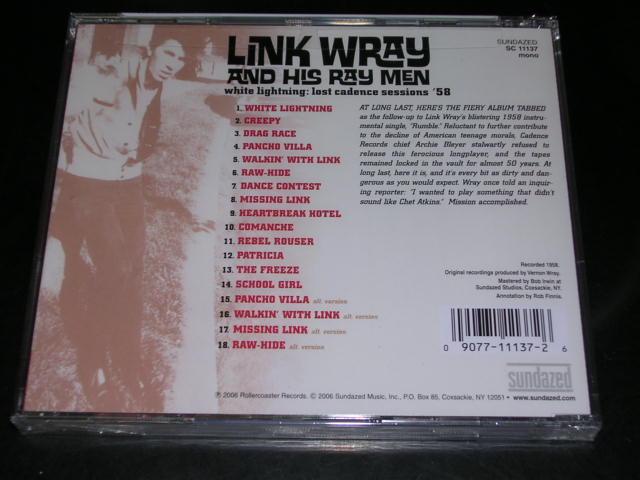 LINK WRAY
AND HIS RAY MEN
white lightning: lost cadence sessions '58
SUNDAZED
SC 11137
mono
1. WHITE LIGHTNING
2. CREEPY
3. DRAG RACE
4. PANCHO VILLA
5. WALKIN' WITH LINK
6. RAW-HIDE
7. DANCE CONTEST
8. MISSING LINK
9. HEARTBREAK HOTEL
10. COMANCHE
11. REBEL ROUSER
12. PATRICIA
13. THE FREEZE
14. SCHOOL GIRL
15. PANCHO VILLA alt. version
16. WALKIN' WITH LINK alt. version
17. MISSING LINK alt. version
18. RAW-HIDE alt. version
AT LONG LAST, HERE'S THE FIERY ALBUM TABBED
as the follow-up to Link Wray's blistering 1958 instru-
mental single, "Rumble." Reluctant to further contribute
to the decline of American teenage morals, Cadence
Records chief Archie Bleyer stalwartly refused to
release this ferocious longplayer, and the tapes
remained locked in the vault for almost 50 years. At
long last, here it is, and it's every bit as dirty and dan-
gerous as you would expect. Wray once told an inquir-
ing reporter: "I wanted to play something that didn't
sound like Chet Atkins." Mission accomplished.
Recorded 1958.
Original recordings produced by Vernon Wray.
Mastered by Bob Irwin at
Sundazed Studios, Coxsackie, NY.
Annotation by Rob Finnis.
0 9077-11137-2 6
sundazed
℗ 2006 Rollercoaster Records. © 2006 Sundazed Music, Inc., P.O. Box 85, Coxsackie, NY 12051 • www.sundazed.com